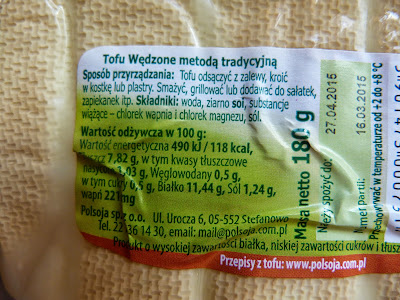 Tofu Wędzone metodą tradycyjną
Sposób przyrządzania: Tofu odsączyć z zalewy, kroić
w kostkę lub plastry. Smażyć, grillować lub dodawać do sałatek,
zapiekanek itp. Składniki: woda, ziarno soi, substancje
wiążące – chlorek wapnia i chlorek magnezu, sól.
Wartość odżywcza w 100 g:
Wartość energetyczna 490 kJ / 118 kcal,
Tłuszcz 7,82 g, w tym kwasy tłuszczowe
nasycone 3,03 g, Węglowodany 0,5 g,
w tym cukry 0,5 g, Białko 11,44 g, Sól 1,24 g,
wapń 221mg
Polsoja sp. z o.o. Ul. Urocza 6, 05-552 Stefanowo
Tel. 22 36 14 30, email: mail@polsoja.com.pl
Produkt o wysokiej zawartości białka, niskiej zawartości cukrów i
Przepisy z tofu: www.polsoja.com.pl
Masa netto 180 g
Należy spożyć do:
27.04.2015
Numer Partii:
16.03.2015
Przechowywać w temperaturze od +2 do +8 °C